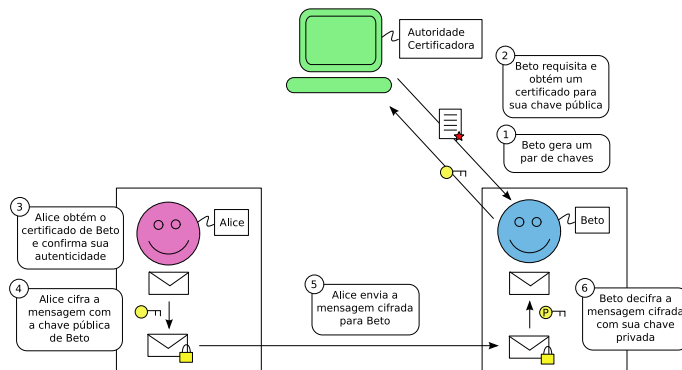 Autoridade
Certificadora
2
Beto requisita e
obtém um
certificado para
sua chave pública
1
Beto gera um
par de chaves
3
Alice obtém o
certificado de Beto
e confirma sua
autenticidade
Alice
Beto
4
Alice cifra a
mensagem com
a chave pública
de Beto
5
Alice envia a
mensagem cifrada
para Beto
6
Beto decifra a
mensagem cifrada
com sua chave
privada
P